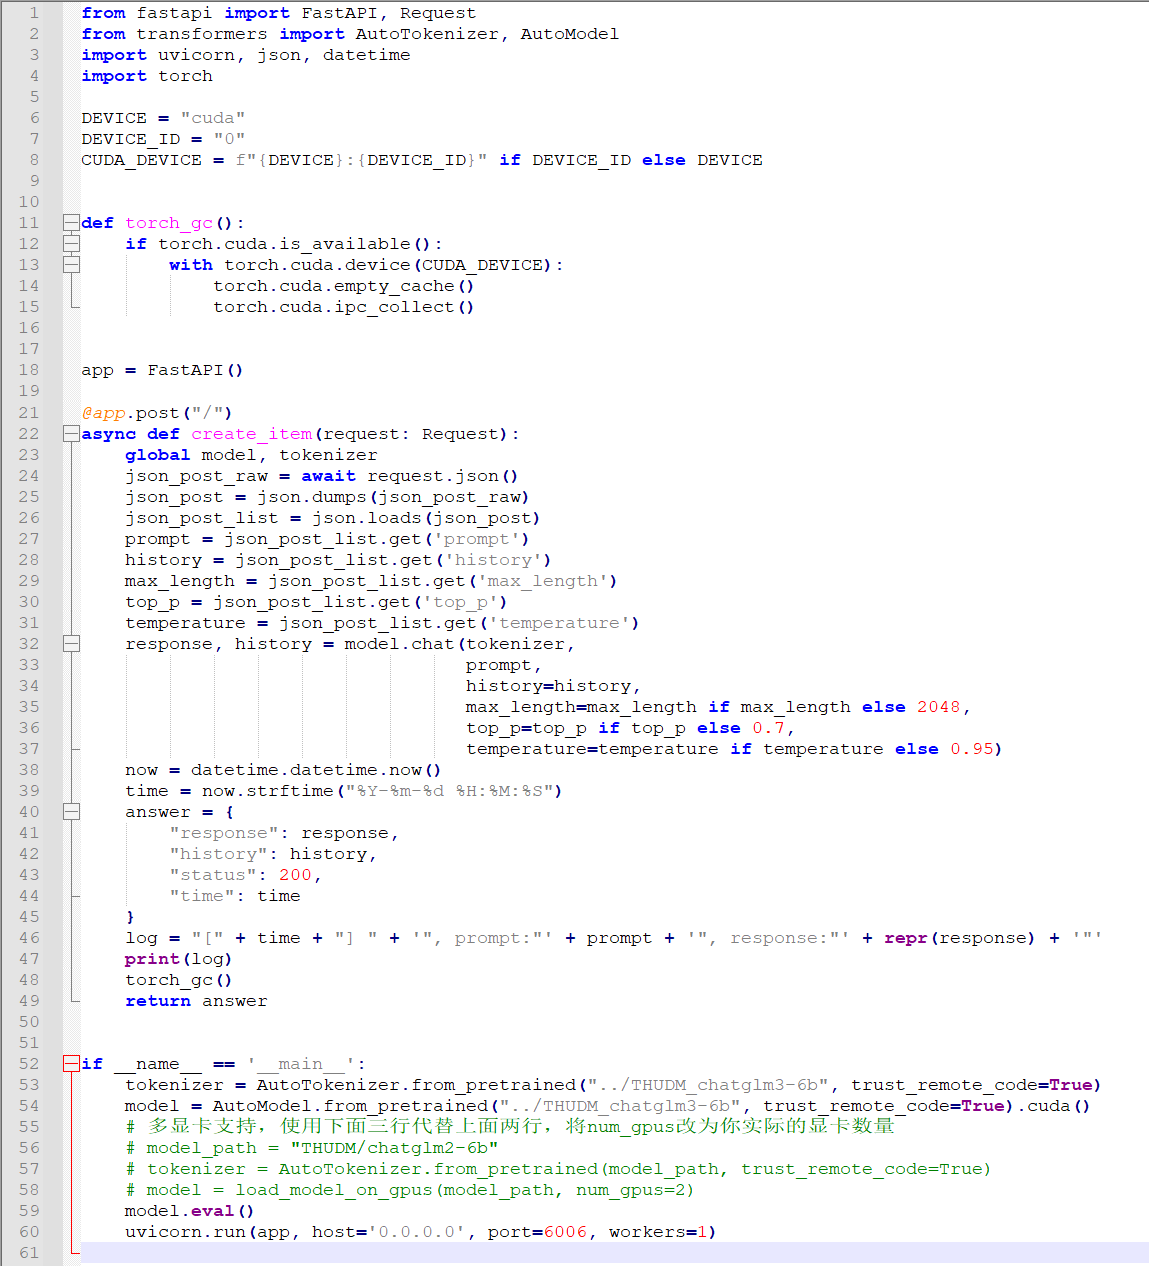 1 from fastapi import FastAPI, Request
2 from transformers import AutoTokenizer, AutoModel
3 import uvicorn, json, datetime
4 import torch
5
6 DEVICE = "cuda"
7 DEVICE_ID = "0"
8 CUDA_DEVICE = f"{DEVICE}:{DEVICE_ID}" if DEVICE_ID else DEVICE
9
10
11 def torch_gc():
12     if torch.cuda.is_available():
13         with torch.cuda.device(CUDA_DEVICE):
14             torch.cuda.empty_cache()
15             torch.cuda.ipc_collect()
16
17
18 app = FastAPI()
19
21 @app.post("/")
22 async def create_item(request: Request):
23     global model, tokenizer
24     json_post_raw = await request.json()
25     json_post = json.dumps(json_post_raw)
26     json_post_list = json.loads(json_post)
27     prompt = json_post_list.get('prompt')
28     history = json_post_list.get('history')
29     max_length = json_post_list.get('max_length')
30     top_p = json_post_list.get('top_p')
31     temperature = json_post_list.get('temperature')
32     response, history = model.chat(tokenizer,
33                                    prompt,
34                                    history=history,
35                                    max_length=max_length if max_length else 2048,
36                                    top_p=top_p if top_p else 0.7,
37                                    temperature=temperature if temperature else 0.95)
38     now = datetime.datetime.now()
39     time = now.strftime("%Y-%m-%d %H:%M:%S")
40     answer = {
41         "response": response,
42         "history": history,
43         "status": 200,
44         "time": time
45     }
46     log = "[" + time + "] " + '", prompt:"' + prompt + '", response:"' + repr(response) + '"'
47     print(log)
48     torch_gc()
49     return answer
50
51
52 if __name__ == '__main__':
53     tokenizer = AutoTokenizer.from_pretrained("../THUDM_chatglm3-6b", trust_remote_code=True)
54     model = AutoModel.from_pretrained("../THUDM_chatglm3-6b", trust_remote_code=True).cuda()
55     # 多显卡支持，使用下面三行代替上面两行，将num_gpus改为你实际的显卡数量
56     # model_path = "THUDM/chatglm2-6b"
57     # tokenizer = AutoTokenizer.from_pretrained(model_path, trust_remote_code=True)
58     # model = load_model_on_gpus(model_path, num_gpus=2)
59     model.eval()
60     uvicorn.run(app, host='0.0.0.0', port=6006, workers=1)
61